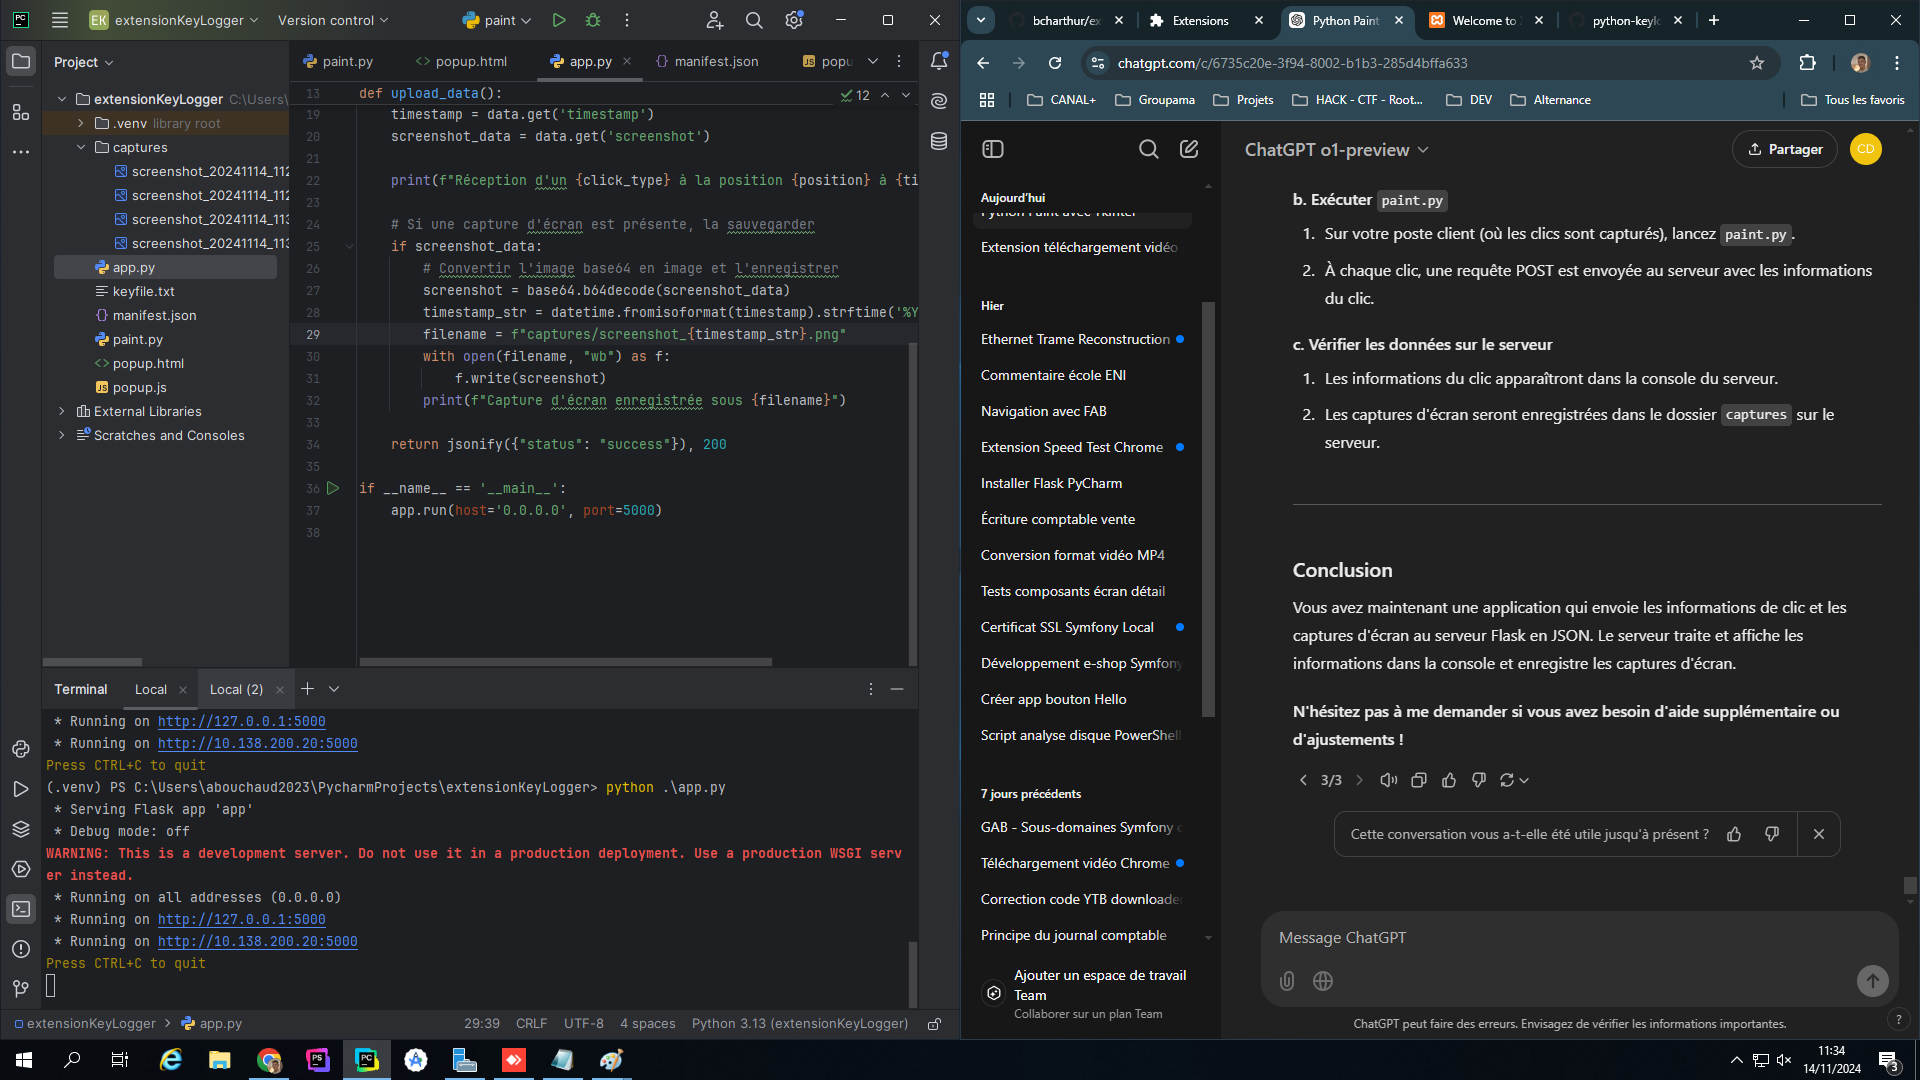 EK extensionKeyLogger
Version control
paint
Project
extensionKeyLogger C:\Users\
.venv library root
captures
screenshot_20241114_112
screenshot_20241114_112
screenshot_20241114_113
screenshot_20241114_113
app.py
keyfile.txt
manifest.json
paint.py
popup.html
popup.js
External Libraries
Scratches and Consoles
paint.py
popup.html
app.py
manifest.json
popu
12
13 def upload_data():
19 timestamp = data.get('timestamp')
20 screenshot_data = data.get('screenshot')
21
22 print(f"Réception d'un {click_type} à la position {position} à {ti
23
24 # Si une capture d'écran est présente, la sauvegarder
25 if screenshot_data:
26 # Convertir l'image base64 en image et l'enregistrer
27 screenshot = base64.b64decode(screenshot_data)
28 timestamp_str = datetime.fromisoformat(timestamp).strftime('%Y
29 filename = f"captures/screenshot_{timestamp_str}.png"
30 with open(filename, "wb") as f:
31 f.write(screenshot)
32 print(f"Capture d'écran enregistrée sous {filename}")
33
34 return jsonify({"status": "success"}), 200
35
36 if __name__ == '__main__':
37 app.run(host='0.0.0.0', port=5000)
38
Terminal
Local
Local (2)
* Running on http://127.0.0.1:5000
* Running on http://10.138.200.20:5000
Press CTRL+C to quit
(.venv) PS C:\Users\abouchaud2023\PycharmProjects\extensionKeyLogger> python .\app.py
* Serving Flask app 'app'
* Debug mode: off
WARNING: This is a development server. Do not use it in a production deployment. Use a production WSGI serv
er instead.
* Running on all addresses (0.0.0.0)
* Running on http://127.0.0.1:5000
* Running on http://10.138.200.20:5000
Press CTRL+C to quit
extensionKeyLogger > app.py
29:39
CRLF
UTF-8
4 spaces
Python 3.13 (extensionKeyLogger)
bcharthur/ex
Extensions
Python Paint
Welcome to
python-keylo
chatgpt.com/c/6735c20e-3f94-8002-b1b3-285d4bffa633
CANAL+
Groupama
Projets
HACK - CTF - Root...
DEV
Alternance
Tous les favoris
ChatGPT o1-preview
Partager
CD
Aujourd'hui
Python Paint avec Tkinter
Extension téléchargement vidéo
Hier
Ethernet Trame Reconstruction
Commentaire école ENI
Navigation avec FAB
Extension Speed Test Chrome
Installer Flask PyCharm
Écriture comptable vente
Conversion format vidéo MP4
Tests composants écran détail
Certificat SSL Symfony Local
Développement e-shop Symfony
Créer app bouton Hello
Script analyse disque PowerShell
7 jours précédents
GAB - Sous-domaines Symfony
Téléchargement vidéo Chrome
Correction code YTB downloader
Principe du journal comptable
Ajouter un espace de travail
Team
Collaborer sur un plan Team
b. Exécuter paint.py
1. Sur votre poste client (où les clics sont capturés), lancez paint.py.
2. À chaque clic, une requête POST est envoyée au serveur avec les informations
du clic.
c. Vérifier les données sur le serveur
1. Les informations du clic apparaîtront dans la console du serveur.
2. Les captures d'écran seront enregistrées dans le dossier captures sur le
serveur.
Conclusion
Vous avez maintenant une application qui envoie les informations de clic et les
captures d'écran au serveur Flask en JSON. Le serveur traite et affiche les
informations dans la console et enregistre les captures d'écran.
N'hésitez pas à me demander si vous avez besoin d'aide supplémentaire ou
d'ajustements !
3/3
Cette conversation vous a-t-elle été utile jusqu'à présent ?
Message ChatGPT
ChatGPT peut faire des erreurs. Envisagez de vérifier les informations importantes.
?
11:34
14/11/2024
3